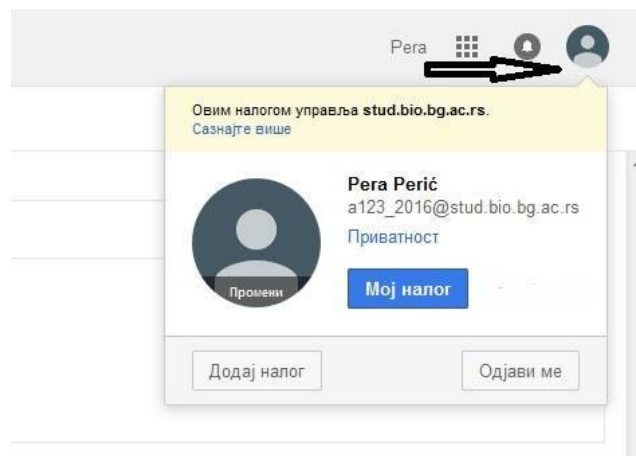 Pera
Овим налогом управља stud.bio.bg.ac.rs.
Сазнајте више
Pera Perić
a123_2016@stud.bio.bg.ac.rs
Приватност
Промени
Мој налог
Додај налог
Одјави ме